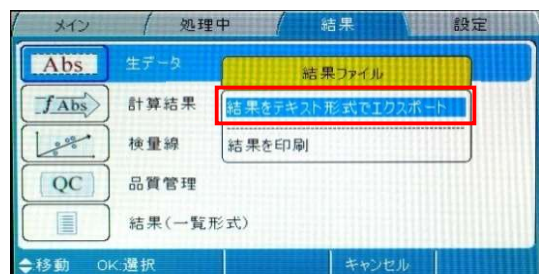 メイン 処理中 結果 設定
Abs 生データ
結果ファイル
fAbs 計算結果
結果をテキスト形式でエクスポート
検量線
結果を印刷
QC 品質管理
結果(一覧形式)
移動 OK:選択 キャンセル